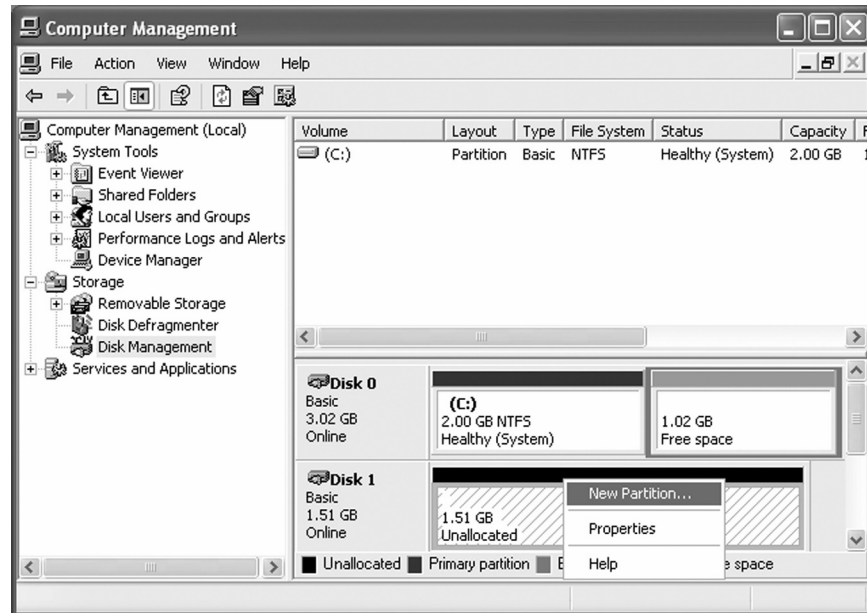 Computer Management
File Action View Window Help
Computer Management (Local)
System Tools
Event Viewer
Shared Folders
Local Users and Groups
Performance Logs and Alerts
Device Manager
Storage
Removable Storage
Disk Defragmenter
Disk Management
Services and Applications
Volume Layout Type File System Status Capacity F
(C:) Partition Basic NTFS Healthy (System) 2.00 GB 1
Disk 0
Basic
3.02 GB
Online
(C:)
2.00 GB NTFS
Healthy (System)
1.02 GB
Free space
Disk 1
Basic
1.51 GB
Online
1.51 GB
Unallocated
New Partition...
Properties
Help
Unallocated Primary partition E e space